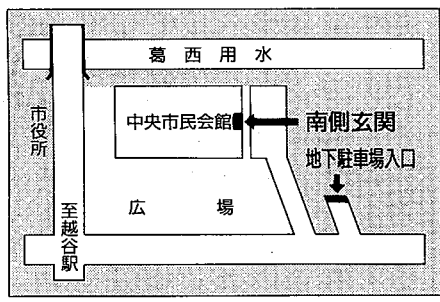 葛西用水
中央市民会館
南側玄関
地下駐車場入口
市役所
広場
至越谷駅